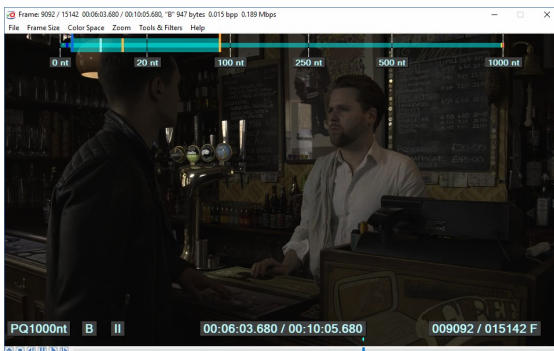 Frame: 9092 / 15142 00:06:03.680 / 00:10:05.680, "B" 947 bytes 0.015 bpp 0.189 Mbps
File Frame Size Color Space Zoom Tools & Filters Help
0 nt 20 nt 100 nt 250 nt 500 nt 1000 nt
PQ1000nt B II 00:06:03.680 / 00:10:05.680 009092 / 015142 F